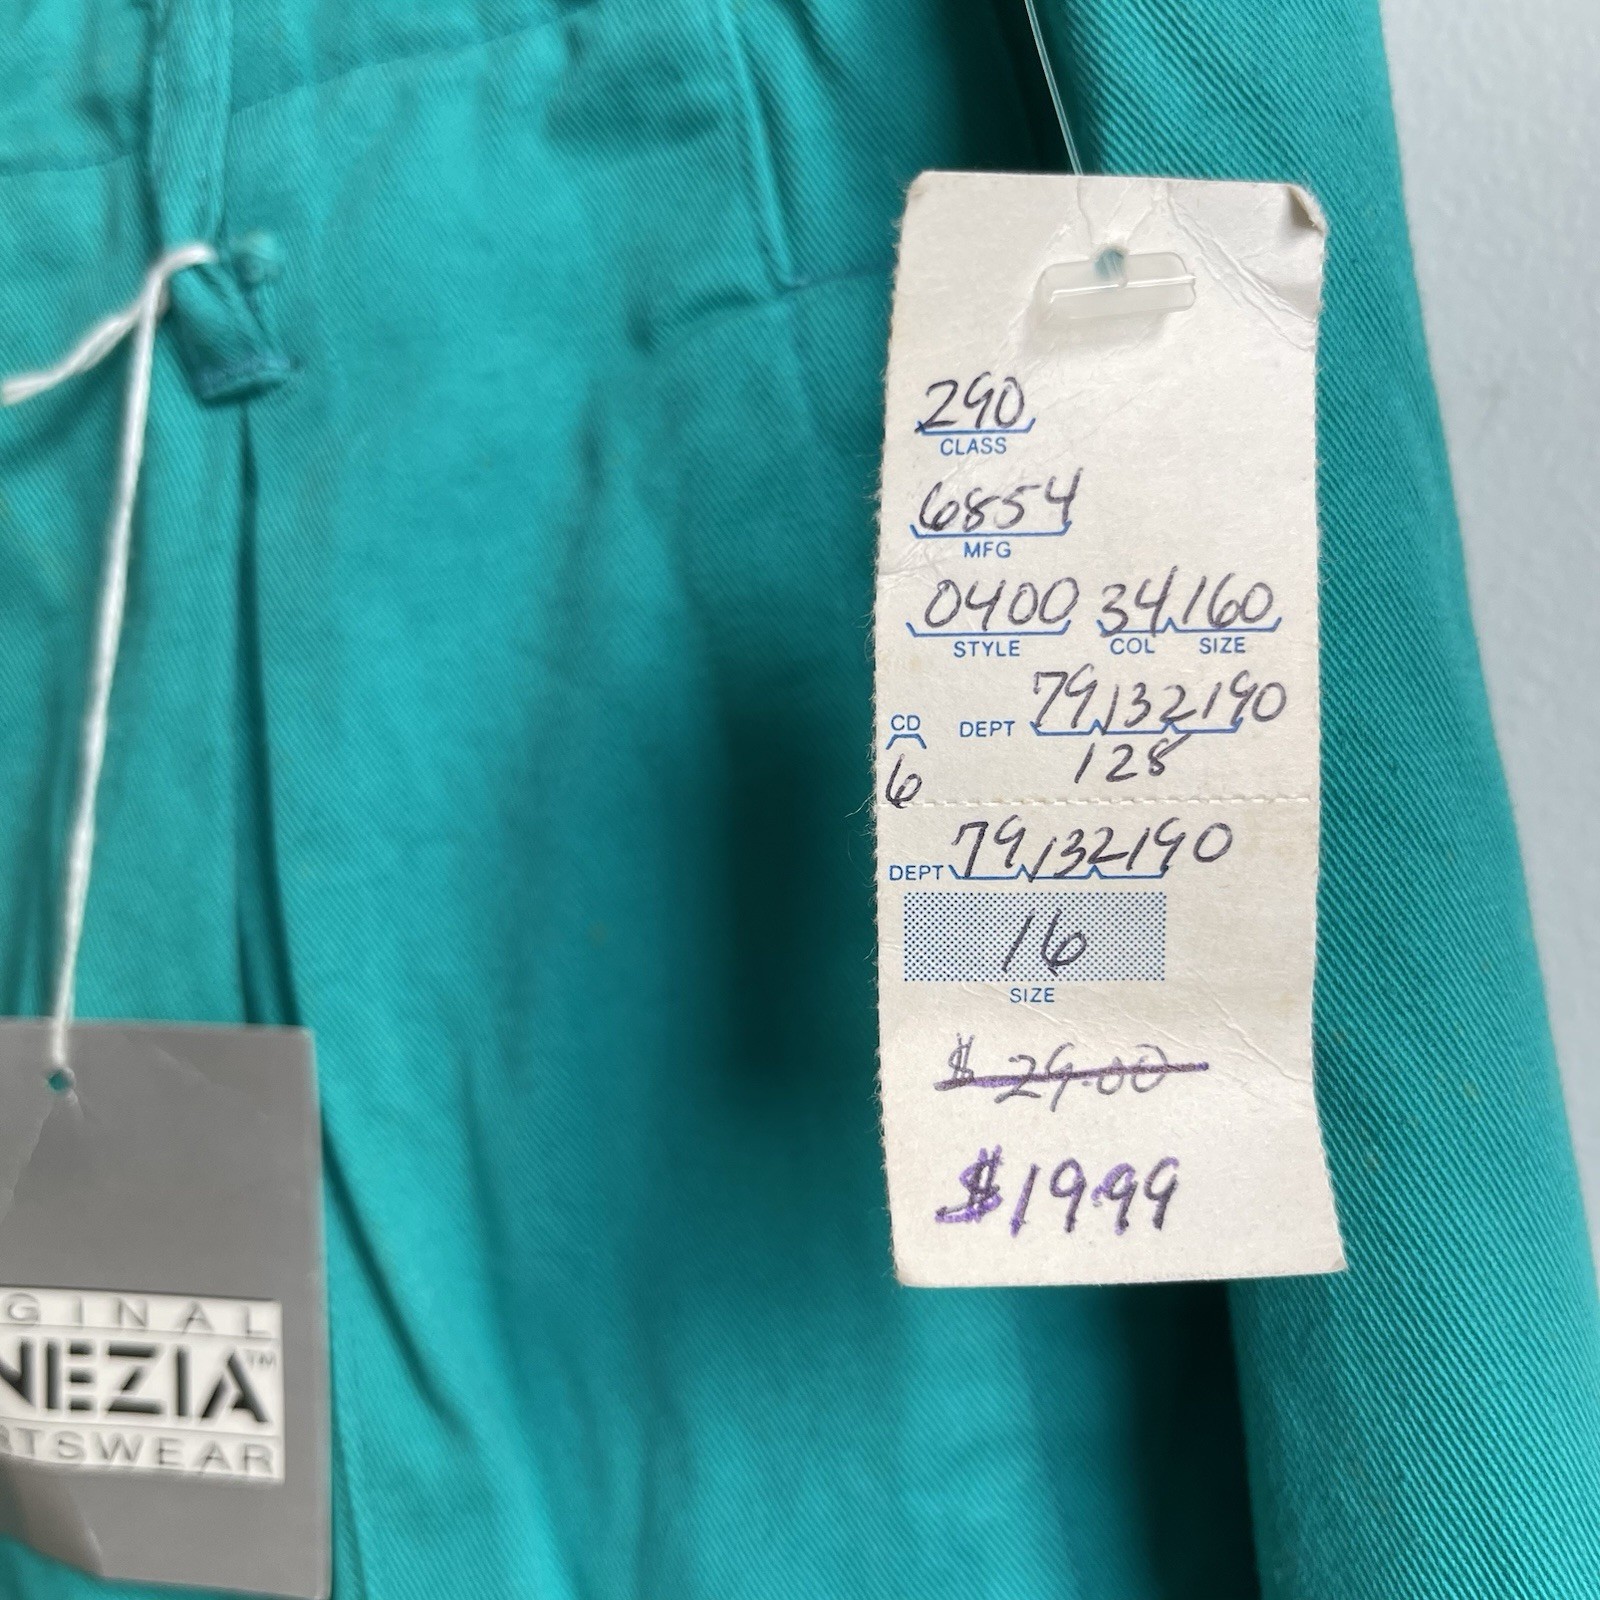 290
CLASS
6854
MFG
0400 34 160
STYLE COL SIZE
CD DEPT 79 132 190
6 128
DEPT 79 132 190
16
SIZE
$ 29.00
$19.99
GINAL
NEZIA™
RTSWEAR